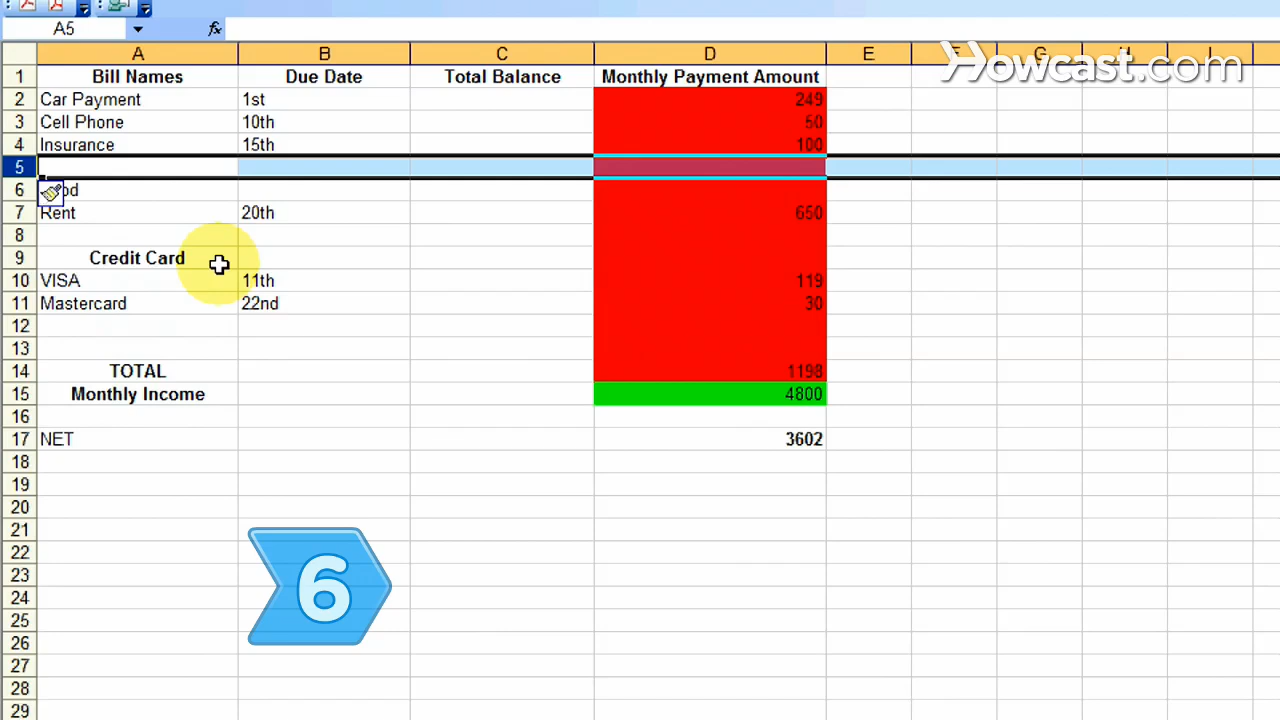 A5 fx
A B C D E F G H I
1 Bill Names Due Date Total Balance Monthly Payment Amount
Howcast.com
2 Car Payment 1st 249
3 Cell Phone 10th 50
4 Insurance 15th 100
5
6 od
7 Rent 20th 650
8
9 Credit Card
10 VISA 11th 119
11 Mastercard 22nd 30
12
13
14 TOTAL 1198
15 Monthly Income 4800
16
17 NET 3602
18
19
20
21
22
23
6
24
25
26
27
28
29